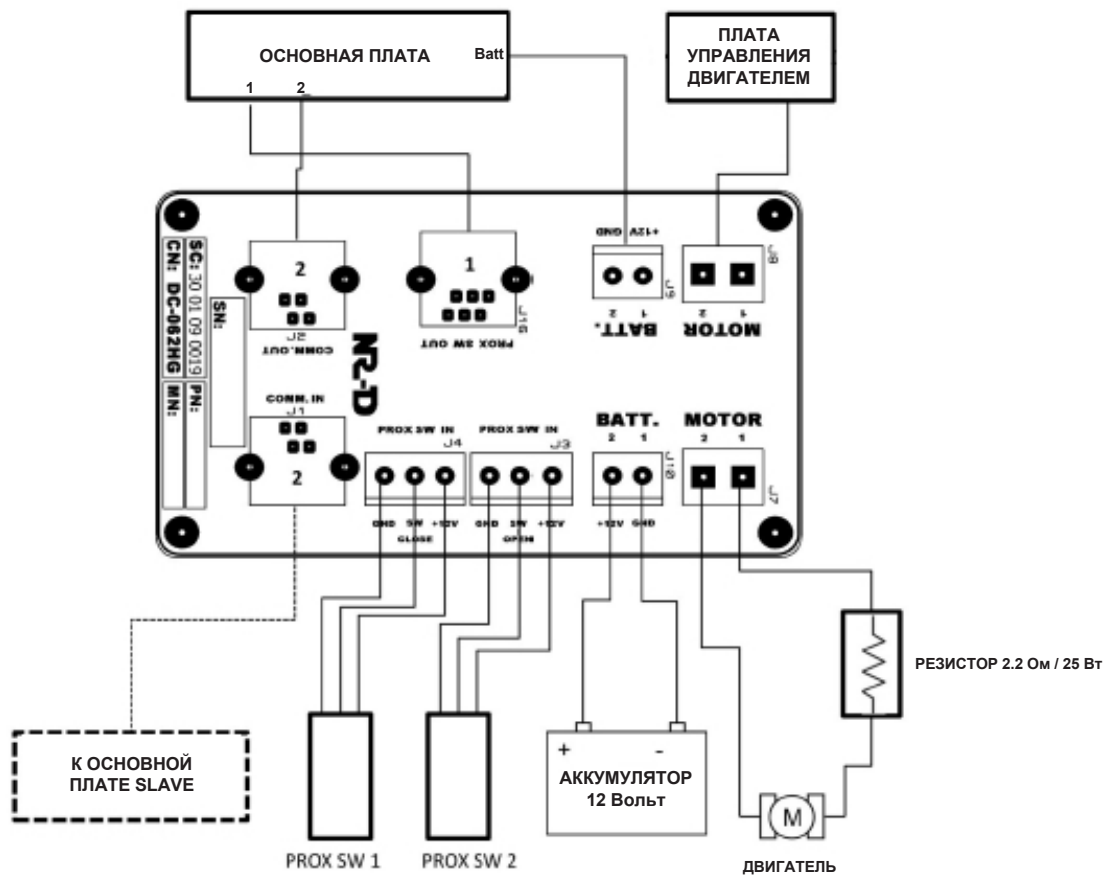 ОСНОВНАЯ ПЛАТА
Batt
1
2_
ПЛАТА
УПРАВЛЕНИЯ
ДВИГАТЕЛЕМ
SC: 30 01 09 0019
CN: DC-062HG
PN:
MN:
SN:
2
J2
COMM.OUT
1
J16
PROX SW OUT
GND +12V
J9
2 1
BATT.
J8
2 1
MOTOR
NR-D
COMM. IN
J1
2
PROX SW IN
J4
GND SW +12V
CLOSE
PROX SW IN
J3
GND SW +12V
OPEN
BATT.
2 1
J10
+12V GND
MOTOR
2 1
J7
РЕЗИСТОР 2.2 Ом / 25 Вт
К ОСНОВНОЙ
ПЛАТЕ SLAVE
PROX SW 1
PROX SW 2
+ -
АККУМУЛЯТОР
12 Вольт
M
ДВИГАТЕЛЬ